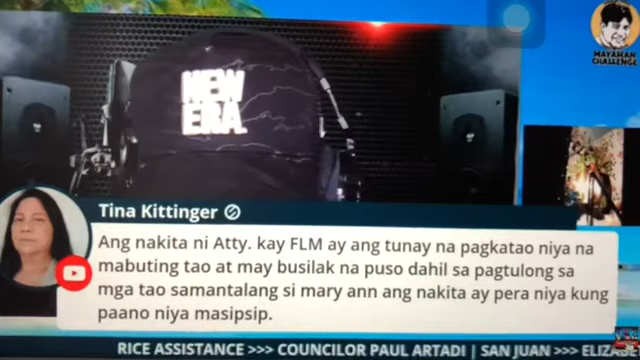 MAYAMAN
CHALLENGE
NEW
ERA.
Tina Kittinger
Ang nakita ni Atty. kay FLM ay ang tunay na pagkatao niya na
mabuting tao at may busilak na puso dahil sa pagtulong sa
mga tao samantalang si mary ann ang nakita ay pera niya kung
paano niya masipsip.
RICE ASSISTANCE >>> COUNCILOR PAUL ARTADI | SAN JUAN >>> ELIZA